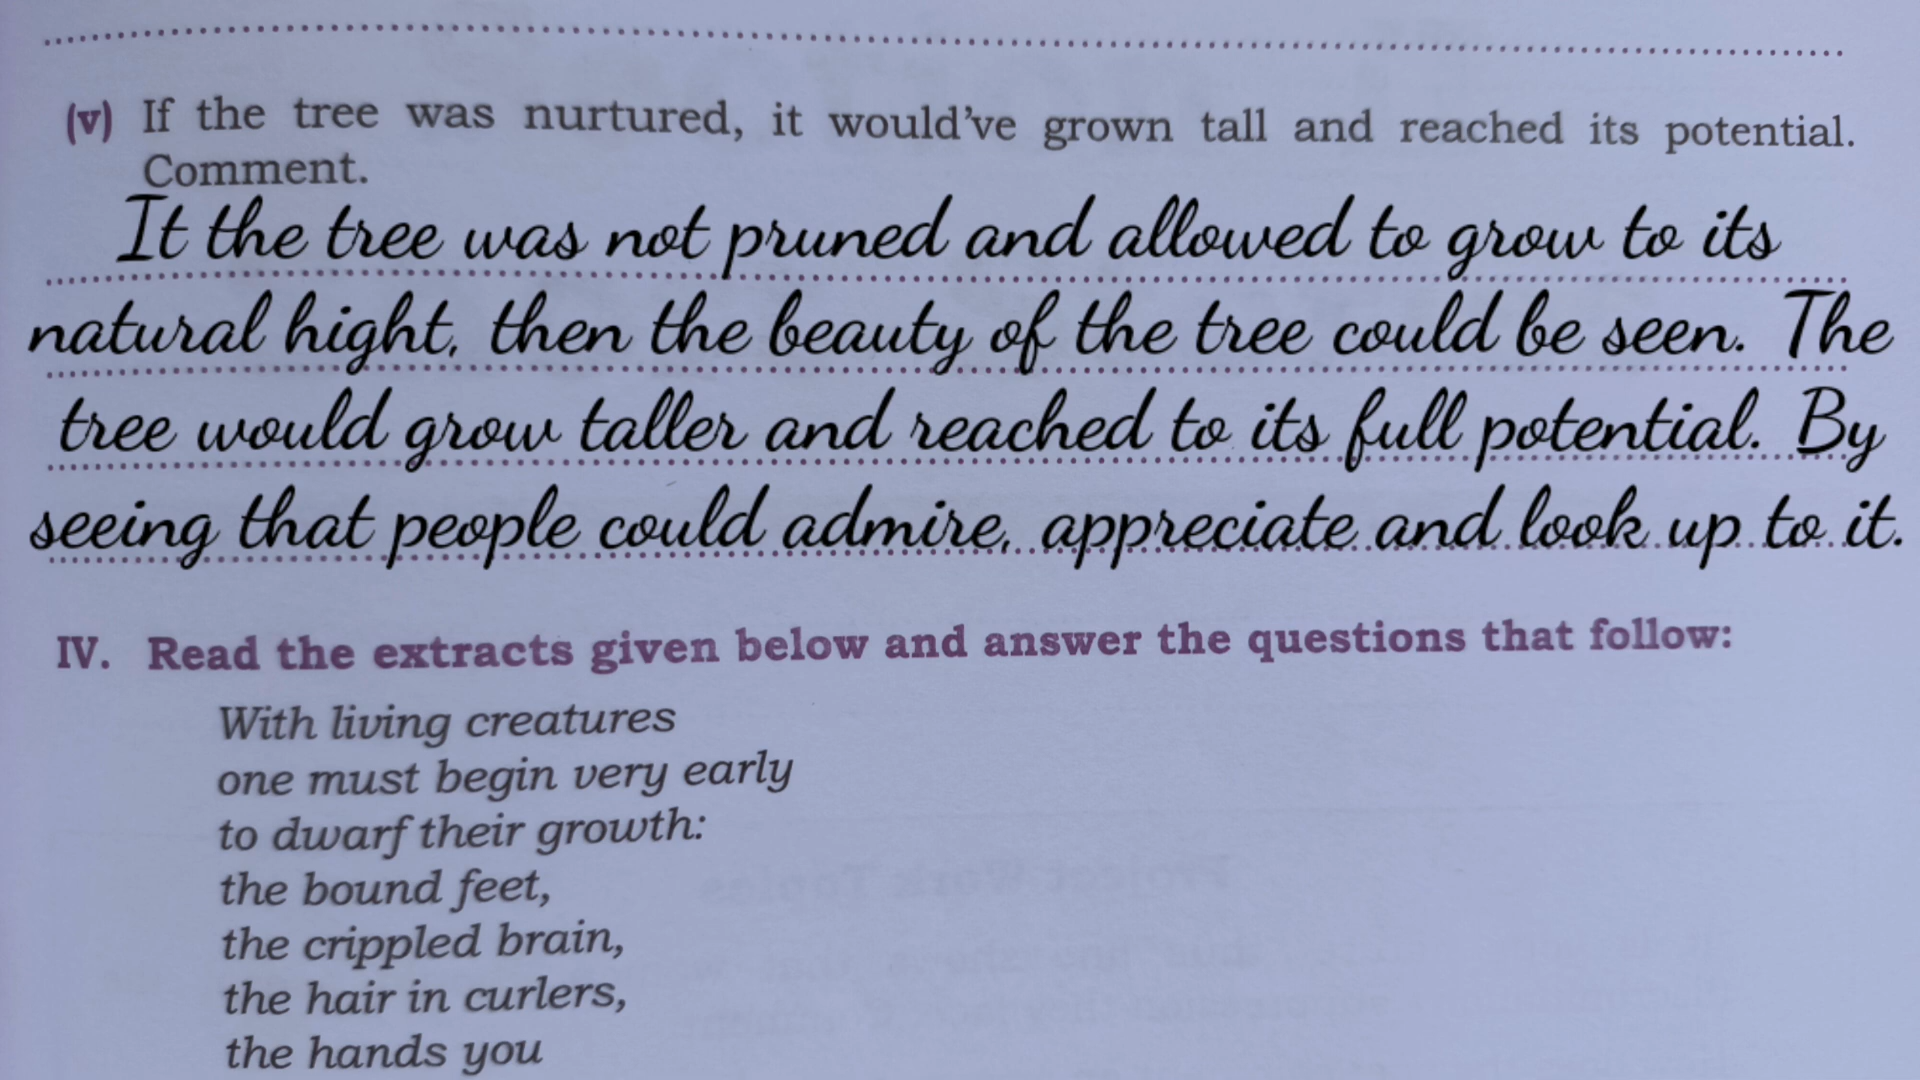 (v) If the tree was nurtured, it would've grown tall and reached its potential.
Comment.
It the tree was not pruned and allowed to grow to its
natural hight, then the beauty of the tree could be seen. The
tree would grow taller and reached to its full potential. By
seeing that people could admire, appreciate and look up to it.
IV. Read the extracts given below and answer the questions that follow:
With living creatures
one must begin very early
to dwarf their growth:
the bound feet,
the crippled brain,
the hair in curlers,
the hands you